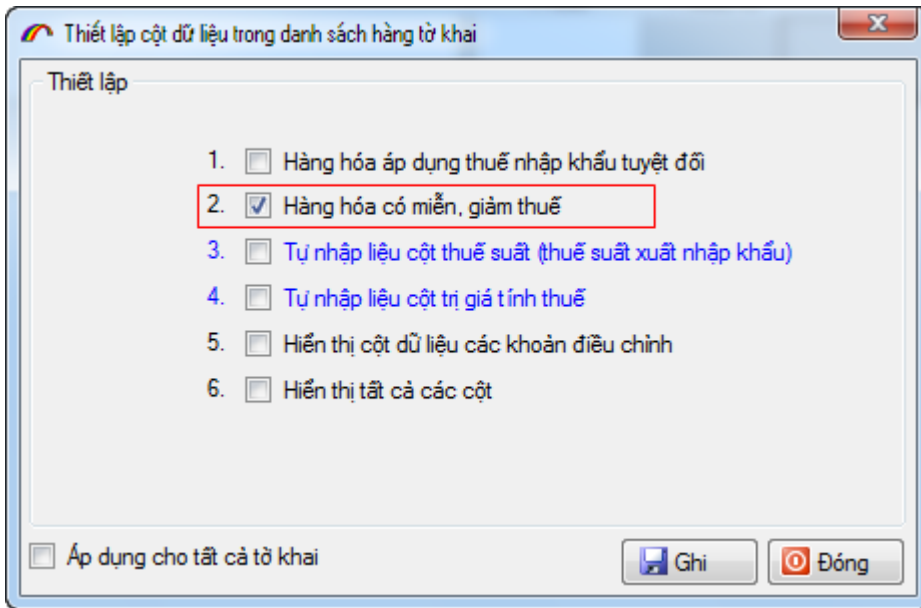 Thiết lập cột dữ liệu trong danh sách hàng tờ khai
Thiết lập
1. Hàng hóa áp dụng thuế nhập khẩu tuyệt đối
2. Hàng hóa có miễn, giảm thuế
3. Tự nhập liệu cột thuế suất (thuế suất xuất nhập khẩu)
4. Tự nhập liệu cột trị giá tính thuế
5. Hiển thị cột dữ liệu các khoản điều chỉnh
6. Hiển thị tất cả các cột
Áp dụng cho tất cả tờ khai
Ghi
Đóng